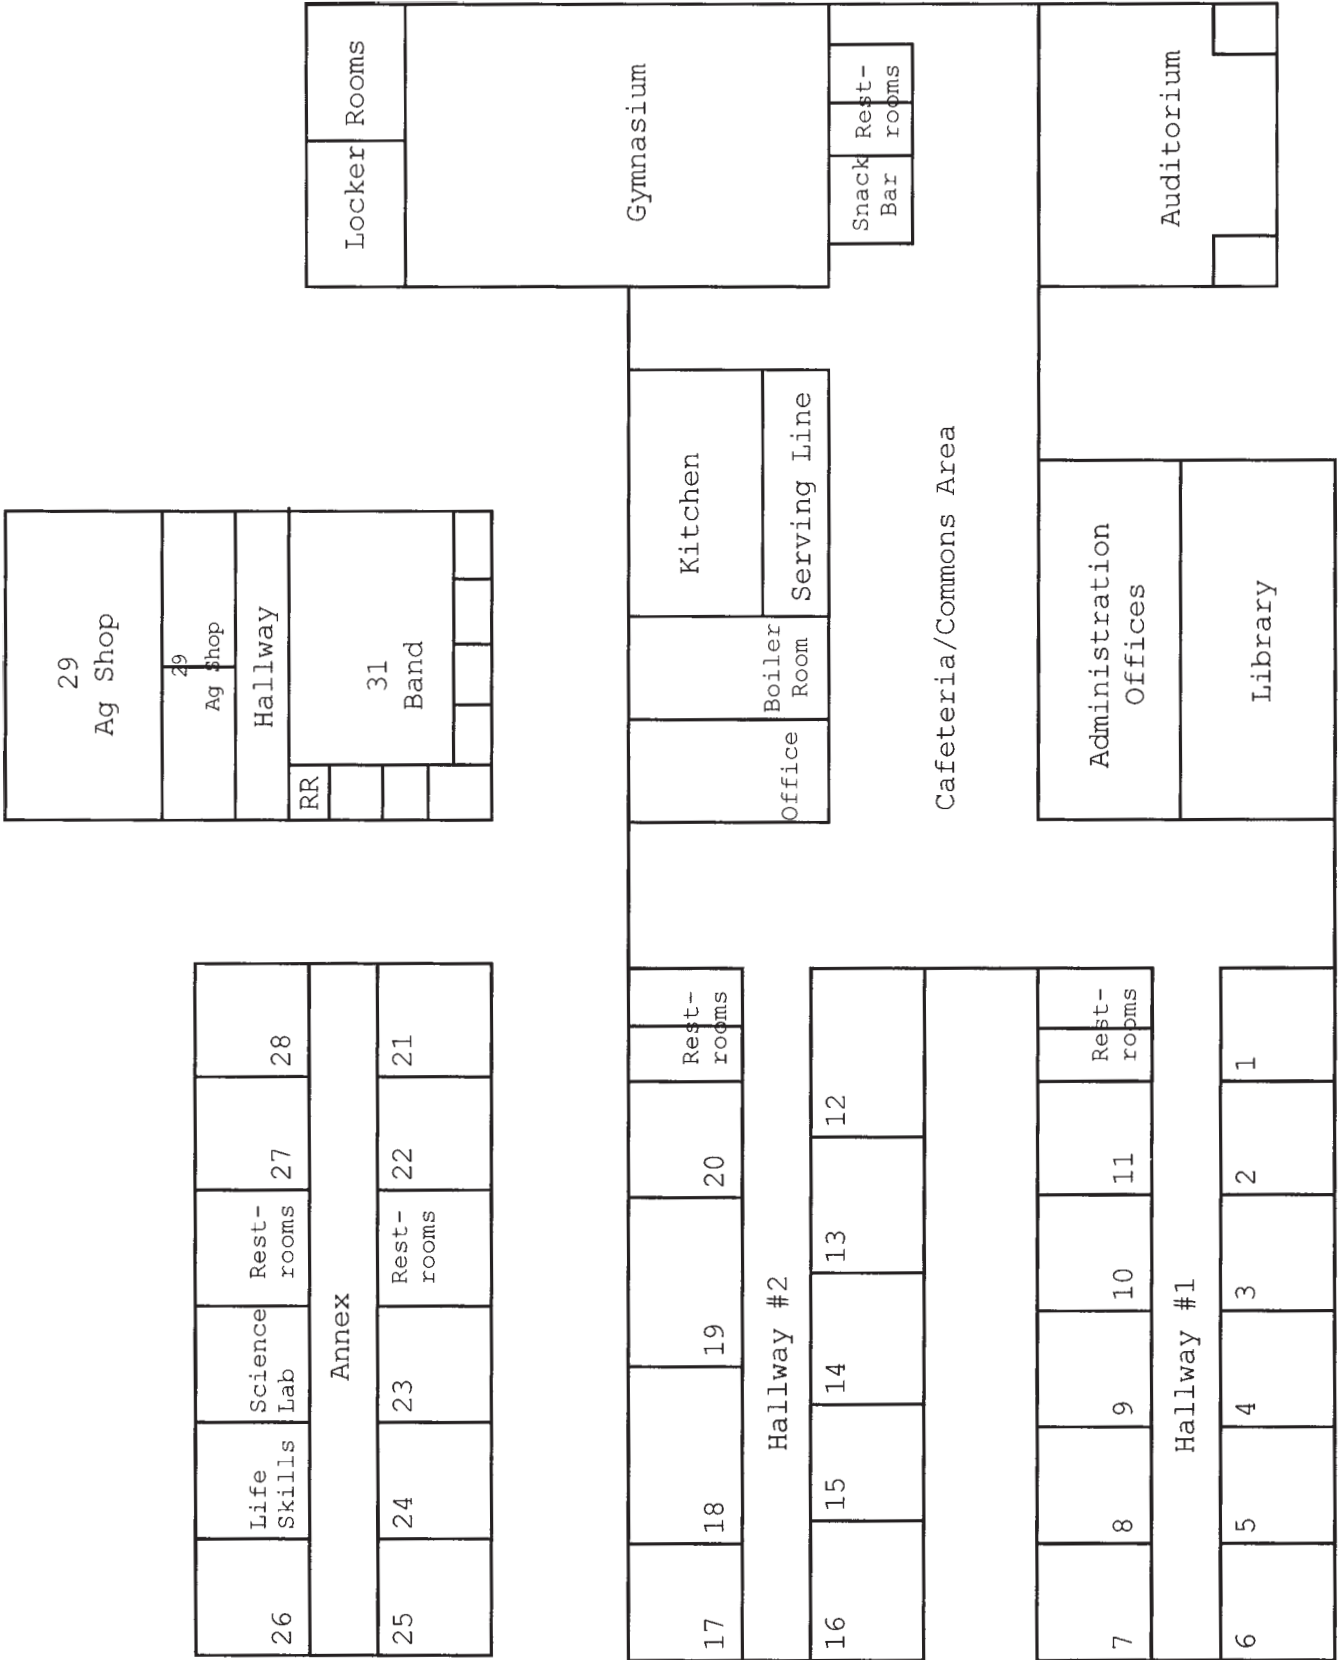 29
Ag Shop
29
Ag Shop
Hallway
31
Band
RR
Locker Rooms
Gymnasium
Snack
Bar
Rest-
rooms
Auditorium
Kitchen
Serving Line
Boiler
Room
Office
Cafeteria/Commons Area
Administration
Offices
Library
28
27
Rest-
rooms
Science
Lab
Life
Skills
26
Annex
21
22
Rest-
rooms
23
24
25
Rest-
rooms
20
19
18
17
Hallway #2
12
13
14
15
16
Rest-
rooms
11
10
9
8
7
Hallway #1
1
2
3
4
5
6